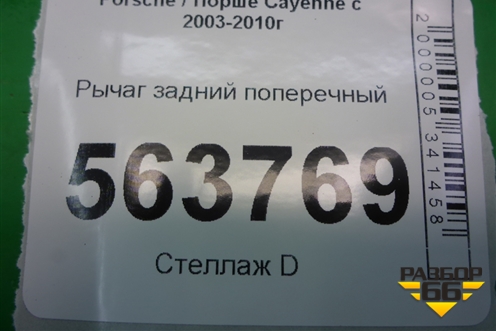 Porsche / Порше Cayenne с
2003-2010г
Рычаг задний поперечный
563769
Стеллаж D
2000005341458
РАЗБОР
66